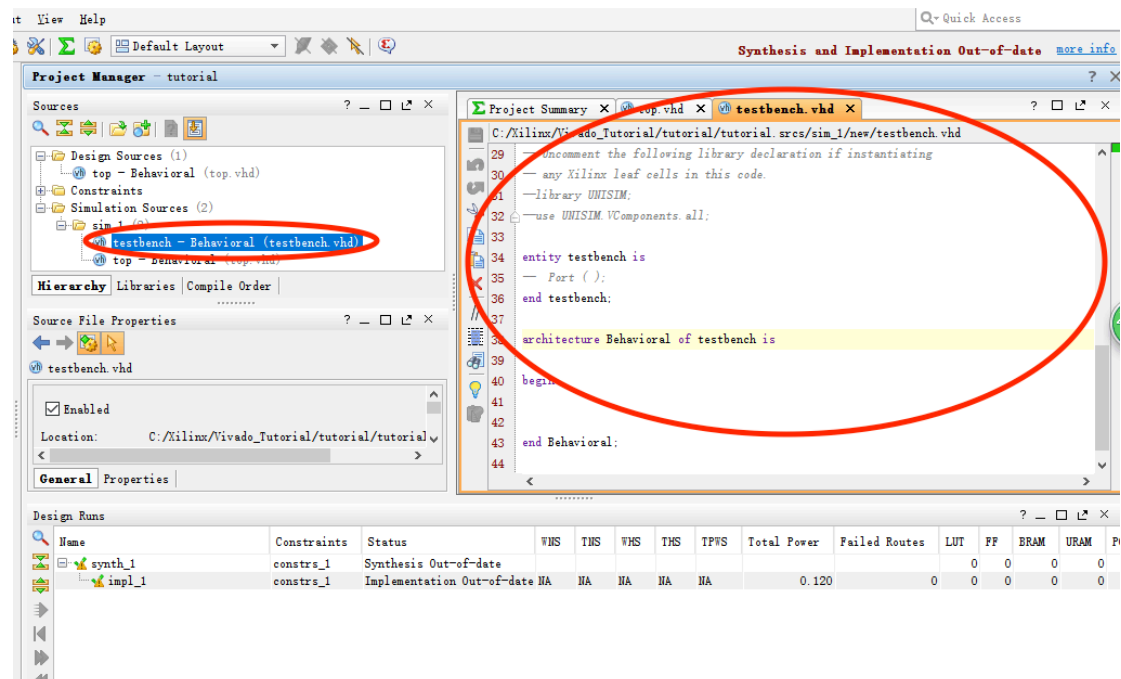 View Help
Quick Access
Default Layout
Synthesis and Implementation Out-of-date more info
Project Manager - tutorial ?
Sources ?
Design Sources (1)
top - Behavioral (top.vhd)
Constraints
Simulation Sources (2)
sim_1 (2)
testbench - Behavioral (testbench.vhd)
top - Behavioral (top.vhd)
Hierarchy Libraries Compile Order
Source File Properties ?
testbench.vhd
Enabled
Location: C:/Xilinx/Vivado_Tutorial/tutorial/tutorial
General Properties
Project Summary top.vhd testbench.vhd ?
C:/Xilinx/Vivado_Tutorial/tutorial/tutorial.srcs/sim_1/new/testbench.vhd
29 -- Uncomment the following library declaration if instantiating
30 -- any Xilinx leaf cells in this code.
31 --library UNISIM;
32 --use UNISIM.VComponents.all;
33
34 entity testbench is
35 -- Port ( );
36 end testbench;
37
38 architecture Behavioral of testbench is
39
40 begin
41
42
43 end Behavioral;
44
Design Runs ?
Name Constraints Status WNS TNS WHS THS TPWS Total Power Failed Routes LUT FF BRAM URAM
synth_1 constrs_1 Synthesis Out-of-date 0 0 0 0
impl_1 constrs_1 Implementation Out-of-date NA NA NA NA NA 0.120 0 0 0 0 0